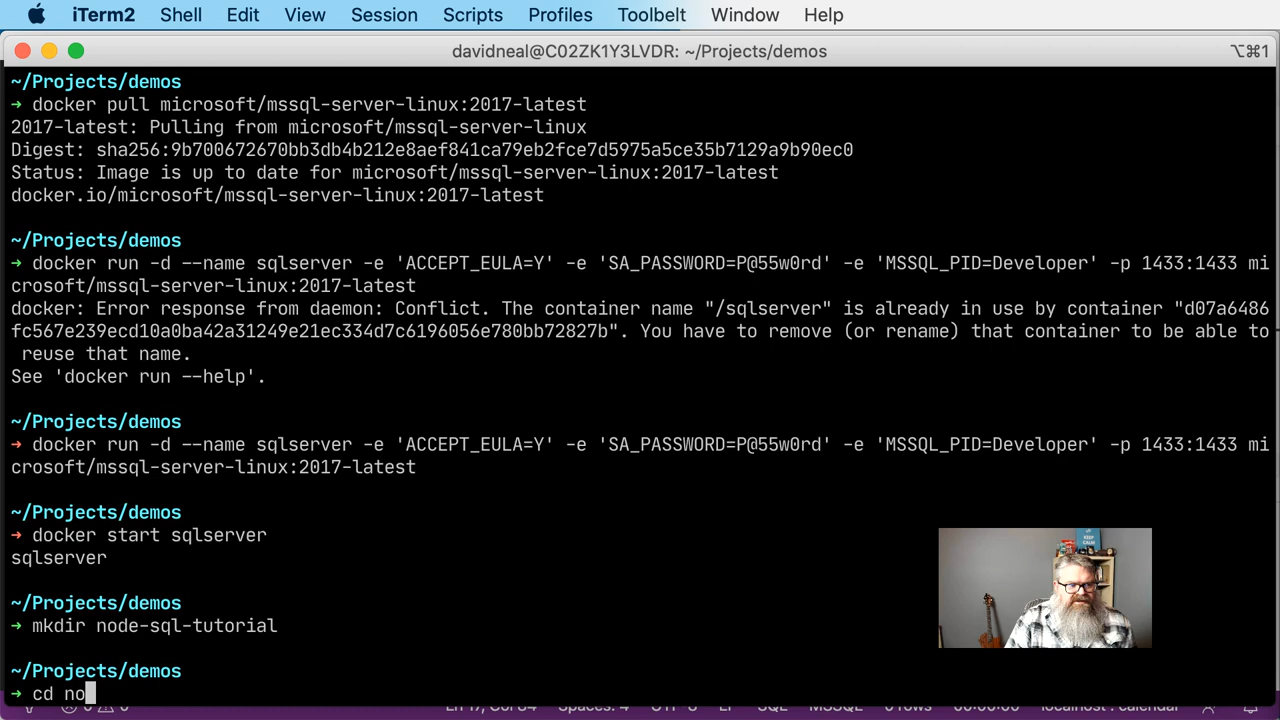 iTerm2 Shell Edit View Session Scripts Profiles Toolbelt Window Help
davidneal@C02ZK1Y3LVDR: ~/Projects/demos ⌥⌘1
~/Projects/demos
➜ docker pull microsoft/mssql-server-linux:2017-latest
2017-latest: Pulling from microsoft/mssql-server-linux
Digest: sha256:9b700672670bb3db4b212e8aef841ca79eb2fce7d5975a5ce35b7129a9b90ec0
Status: Image is up to date for microsoft/mssql-server-linux:2017-latest
docker.io/microsoft/mssql-server-linux:2017-latest
~/Projects/demos
➜ docker run -d --name sqlserver -e 'ACCEPT_EULA=Y' -e 'SA_PASSWORD=P@55w0rd' -e 'MSSQL_PID=Developer' -p 1433:1433 mi
crosoft/mssql-server-linux:2017-latest
docker: Error response from daemon: Conflict. The container name "/sqlserver" is already in use by container "d07a6486
fc567e239ecd10a0ba42a31249e21ec334d7c6196056e780bb72827b". You have to remove (or rename) that container to be able to
reuse that name.
See 'docker run --help'.
~/Projects/demos
➜ docker run -d --name sqlserver -e 'ACCEPT_EULA=Y' -e 'SA_PASSWORD=P@55w0rd' -e 'MSSQL_PID=Developer' -p 1433:1433 mi
crosoft/mssql-server-linux:2017-latest
~/Projects/demos
➜ docker start sqlserver
sqlserver
~/Projects/demos
➜ mkdir node-sql-tutorial
~/Projects/demos
➜ cd no
KEEP CALM